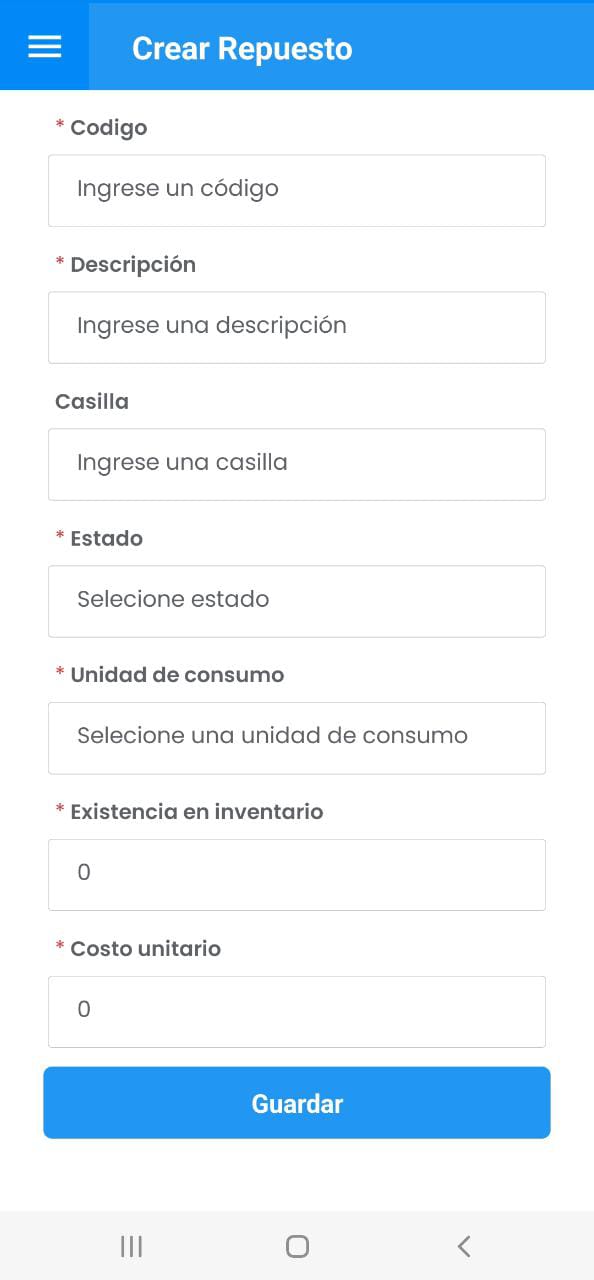 Crear Repuesto
* Codigo
Ingrese un código
* Descripción
Ingrese una descripción
Casilla
Ingrese una casilla
* Estado
Selecione estado
* Unidad de consumo
Selecione una unidad de consumo
* Existencia en inventario
0
* Costo unitario
0
Guardar